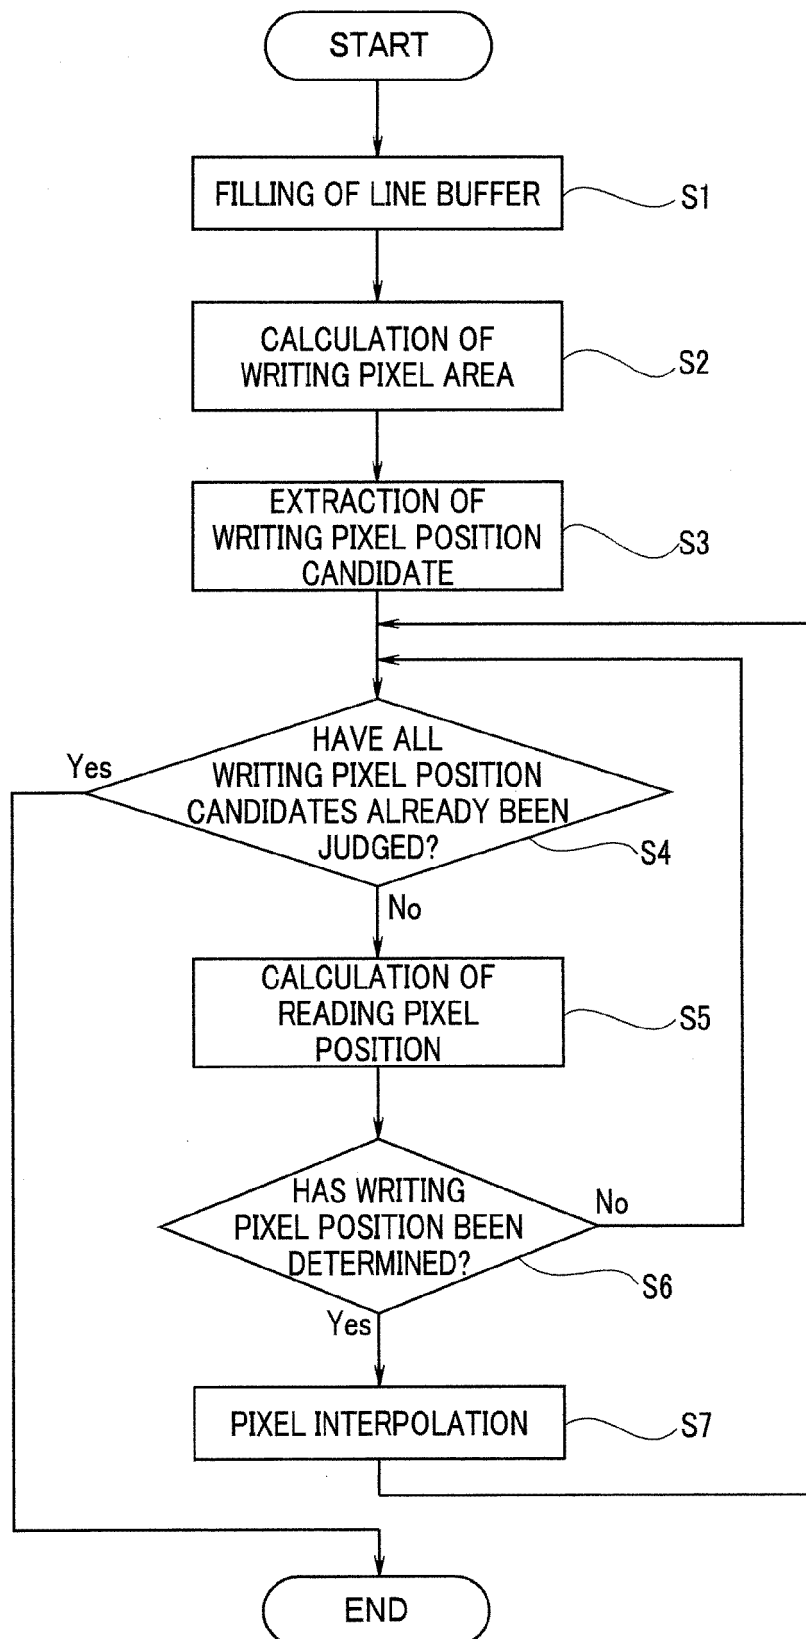 START
FILLING OF LINE BUFFER
S1
CALCULATION OF
WRITING PIXEL AREA
S2
EXTRACTION OF
WRITING PIXEL POSITION
CANDIDATE
S3
HAVE ALL
WRITING PIXEL POSITION
CANDIDATES ALREADY BEEN
JUDGED?
Yes
S4
No
CALCULATION OF
READING PIXEL
POSITION
S5
HAS WRITING
PIXEL POSITION BEEN
DETERMINED?
No
S6
Yes
PIXEL INTERPOLATION
S7
END